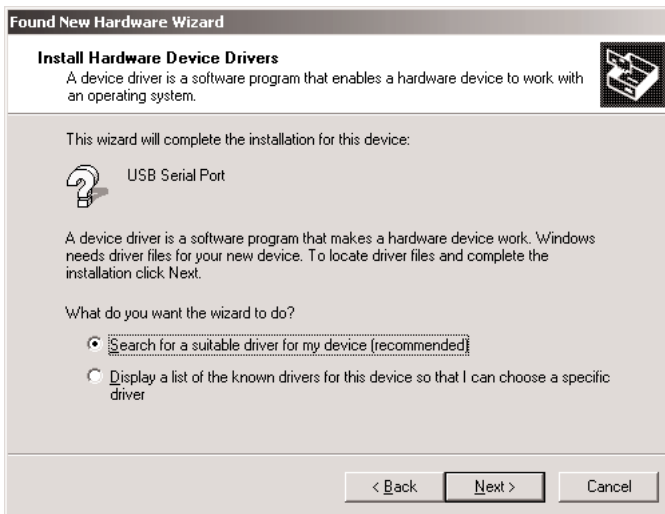 Found New Hardware Wizard
Install Hardware Device Drivers
A device driver is a software program that enables a hardware device to work with
an operating system.
This wizard will complete the installation for this device:
USB Serial Port
A device driver is a software program that makes a hardware device work. Windows
needs driver files for your new device. To locate driver files and complete the
installation click Next.
What do you want the wizard to do?
Search for a suitable driver for my device (recommended)
Display a list of the known drivers for this device so that I can choose a specific
driver
< Back Next > Cancel